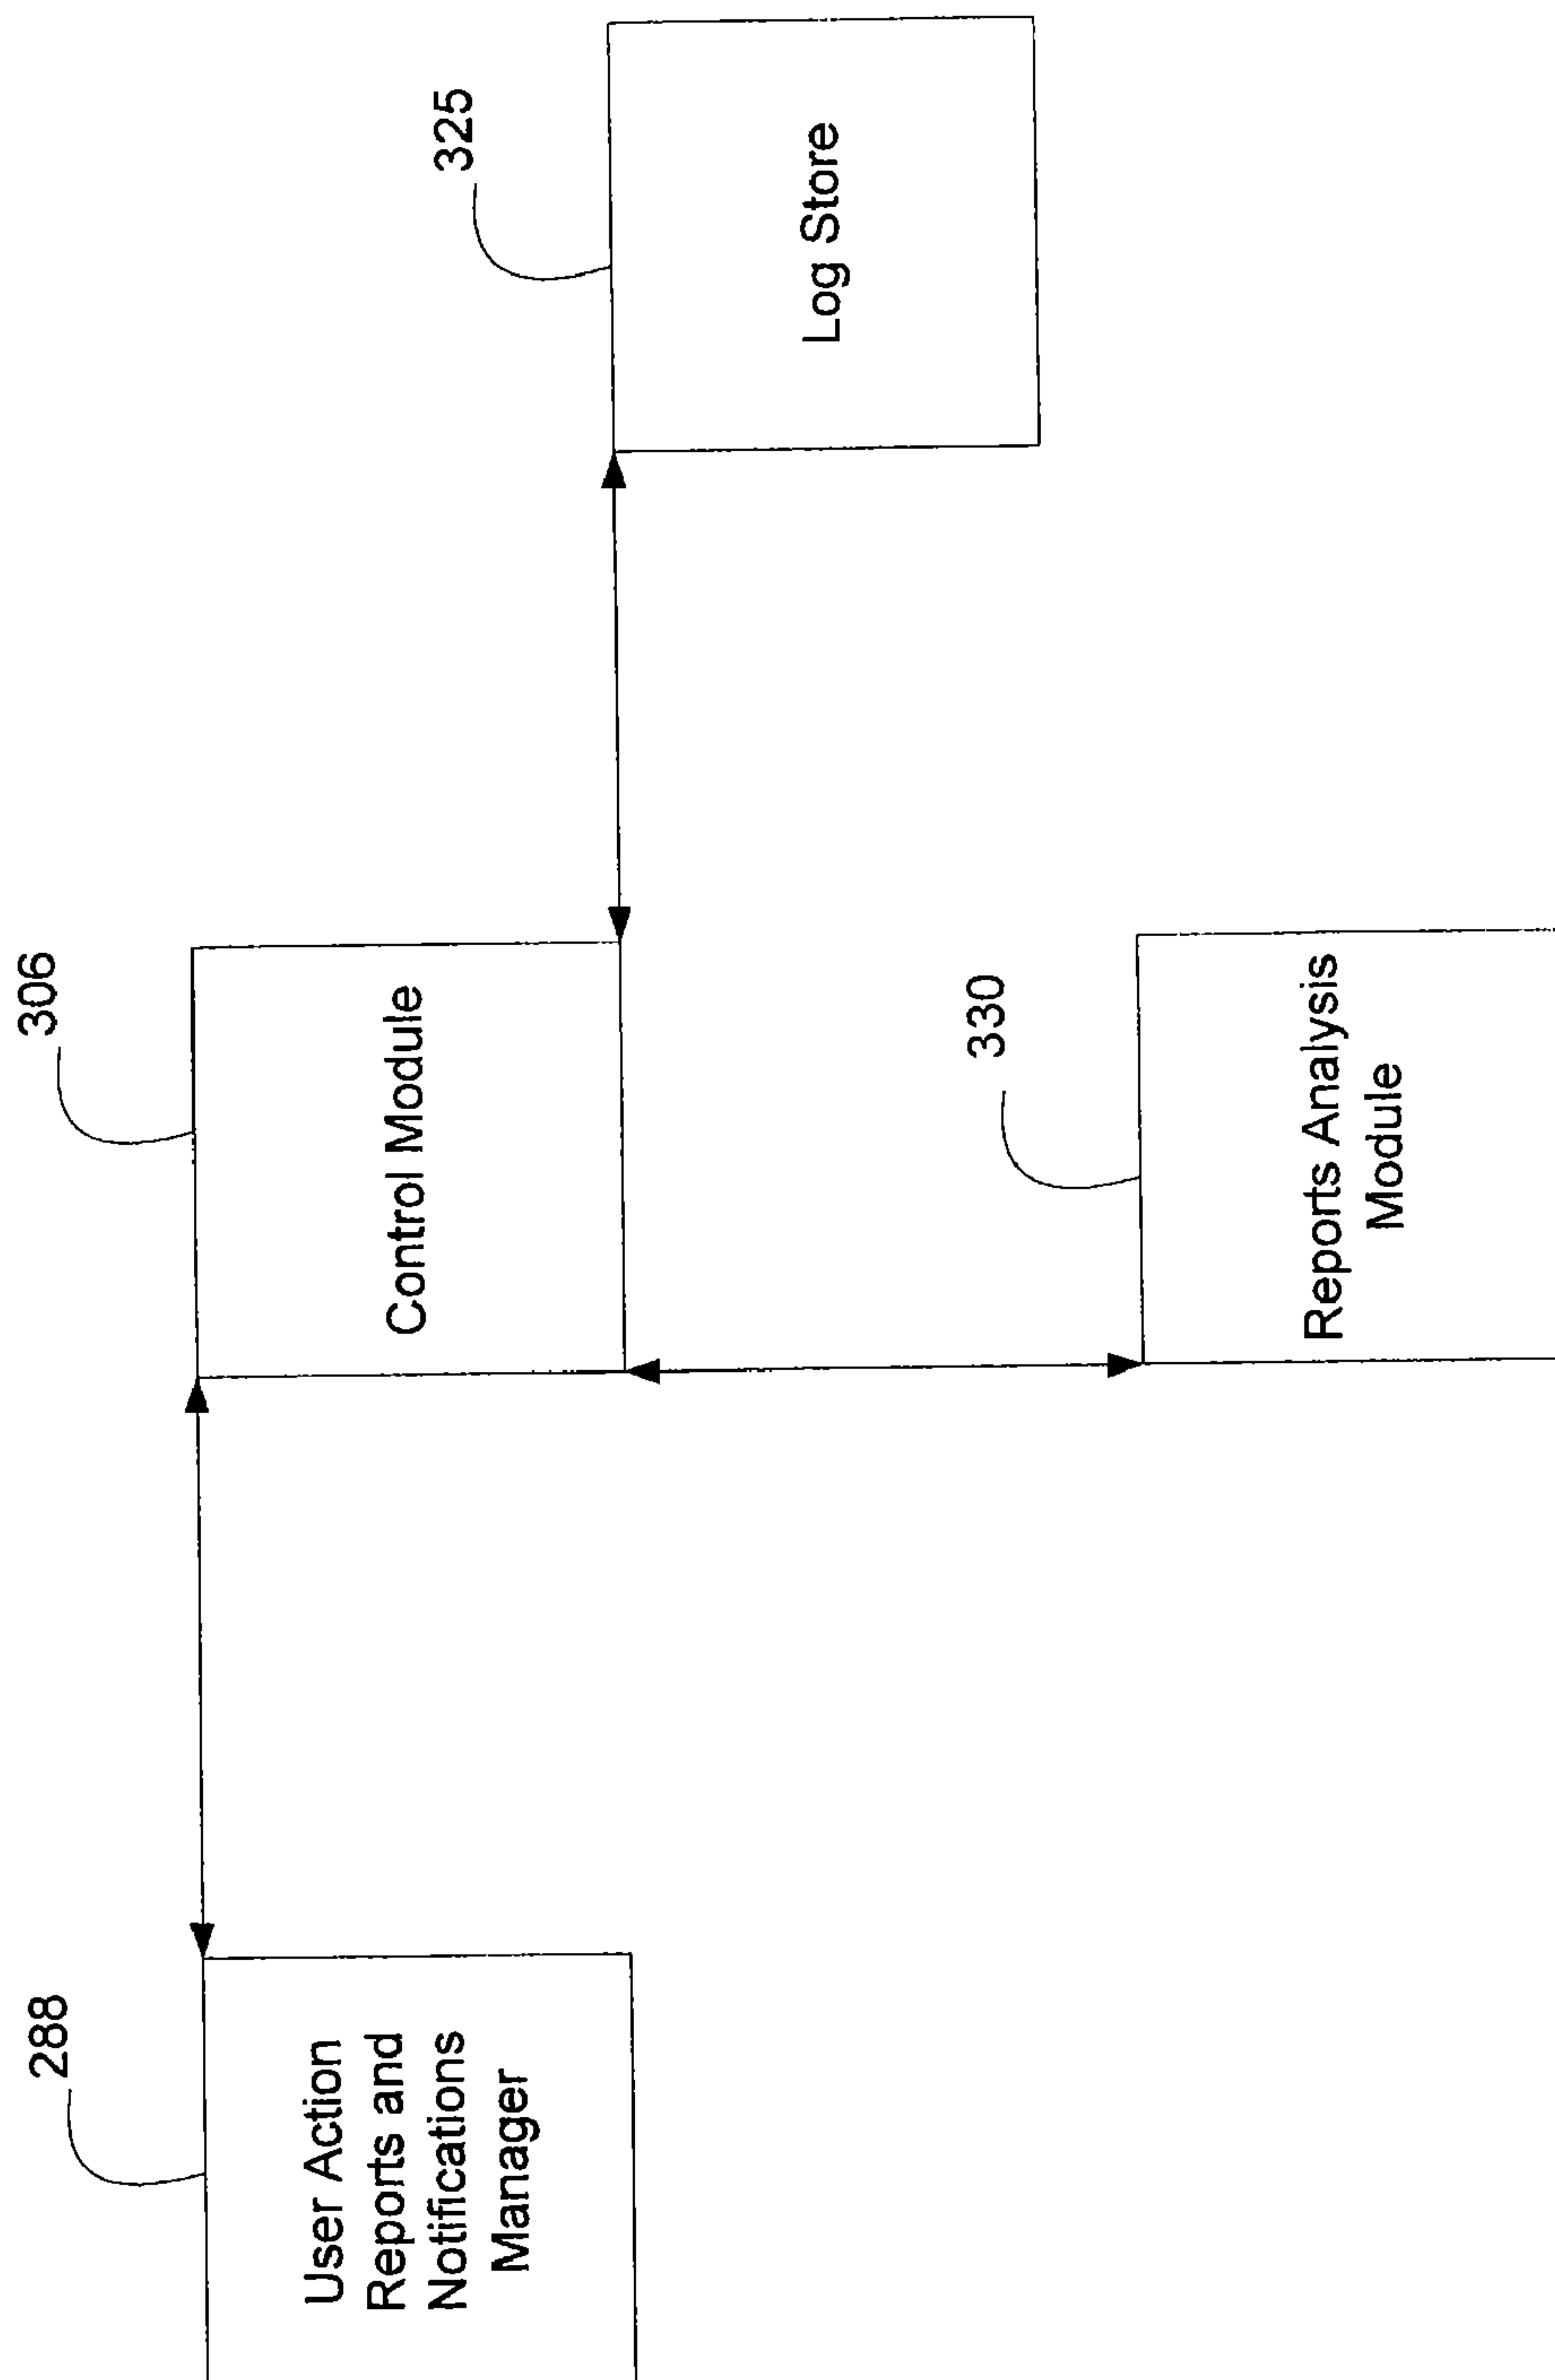 288
User Action
Reports and
Notifications
Manager
306
Control Module
330
Reports Analysis
Module
325
Log Store